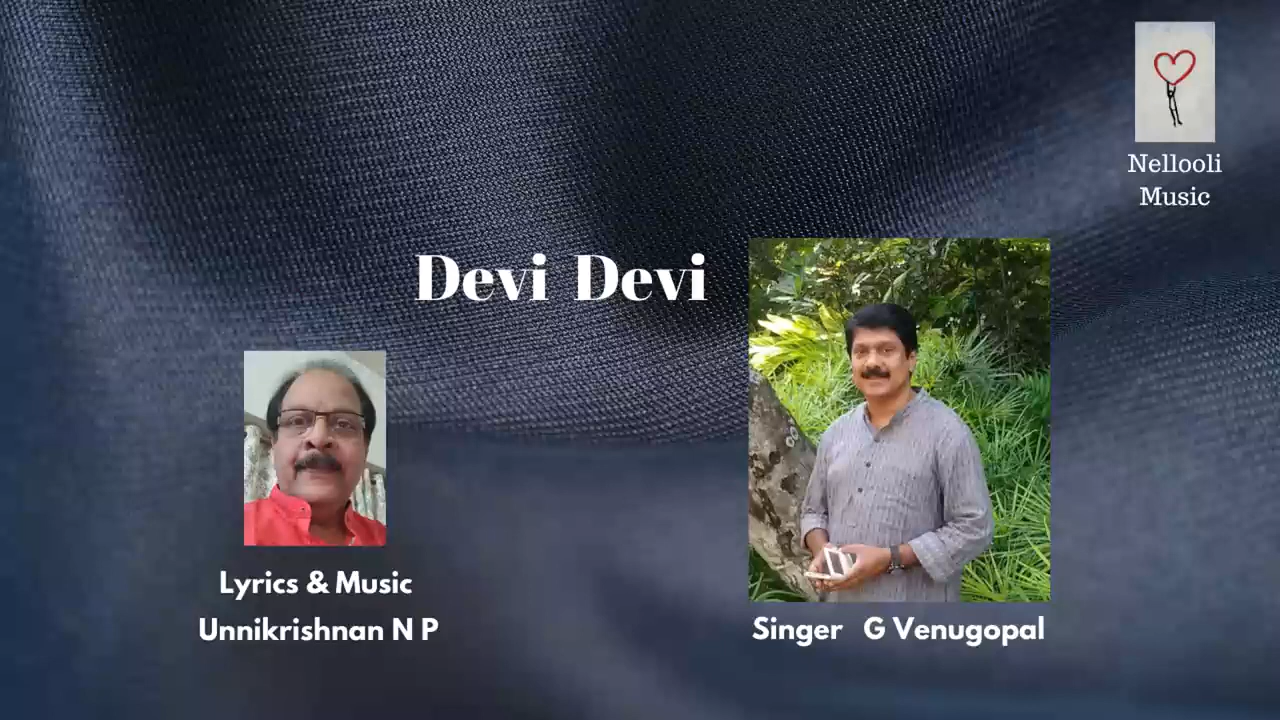 Nellooli
Music
Devi Devi
Lyrics & Music
Unnikrishnan N P
Singer G Venugopal